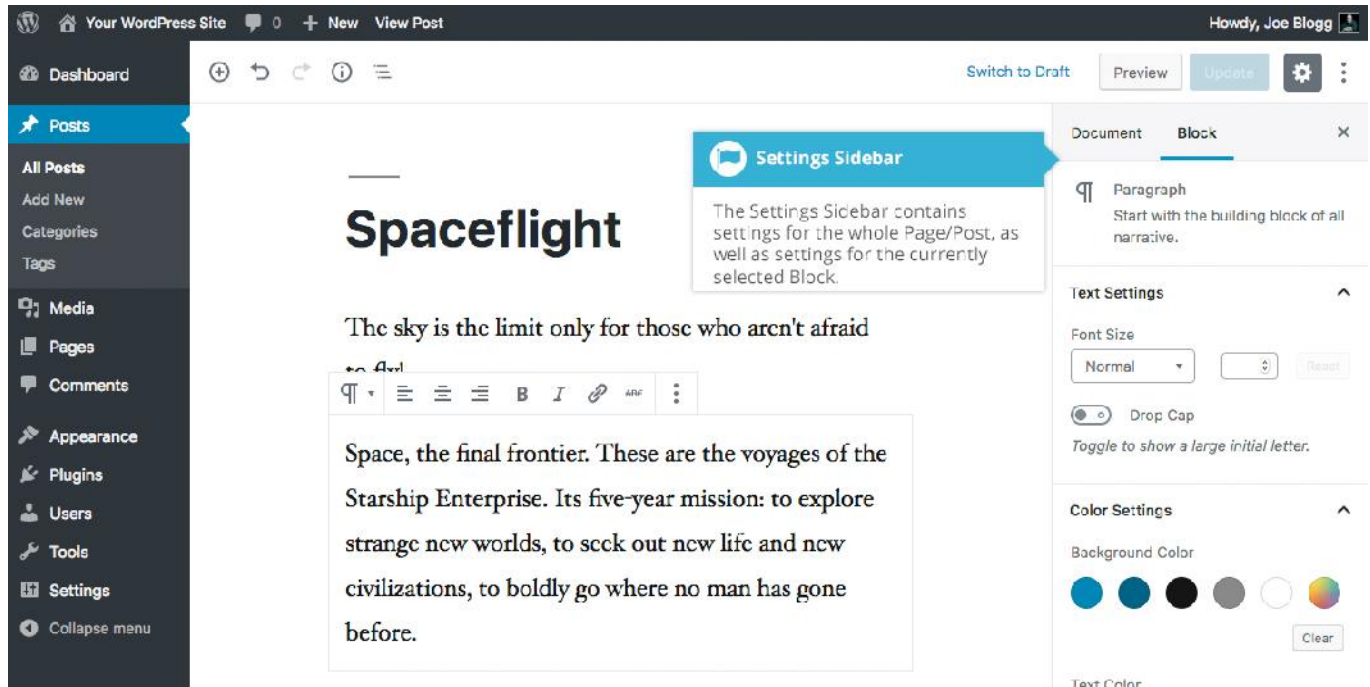 Your WordPress Site 0 New View Post Howdy, Joe Blogg
Dashboard
Posts
All Posts
Add New
Categories
Tags
Media
Pages
Comments
Appearance
Plugins
Users
Tools
Settings
Collapse menu
Switch to Draft Preview Update
Spaceflight
The sky is the limit only for those who aren't afraid
to fly!
B I ABC
Space, the final frontier. These are the voyages of the
Starship Enterprise. Its five-year mission: to explore
strange new worlds, to seek out new life and new
civilizations, to boldly go where no man has gone
before.
Settings Sidebar
The Settings Sidebar contains
settings for the whole Page/Post, as
well as settings for the currently
selected Block.
Document Block
Paragraph
Start with the building block of all
narrative.
Text Settings
Font Size
Normal Reset
Drop Cap
Toggle to show a large initial letter.
Color Settings
Background Color
Clear
Text Color